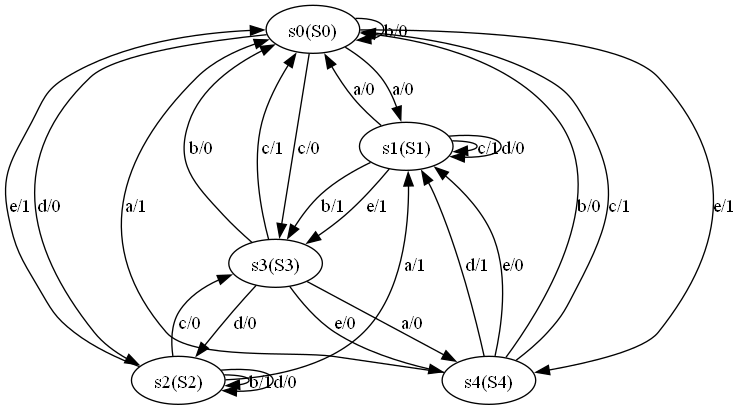 s0(S0)
b/0
a/0
a/0
s1(S1)
c/1
d/0
b/0
c/1
c/0
e/1
d/0
a/1
b/1
e/1
b/0
c/1
e/1
s3(S3)
a/1
d/1
e/0
c/0
d/0
e/0
a/0
s2(S2)
b/1
d/0
s4(S4)